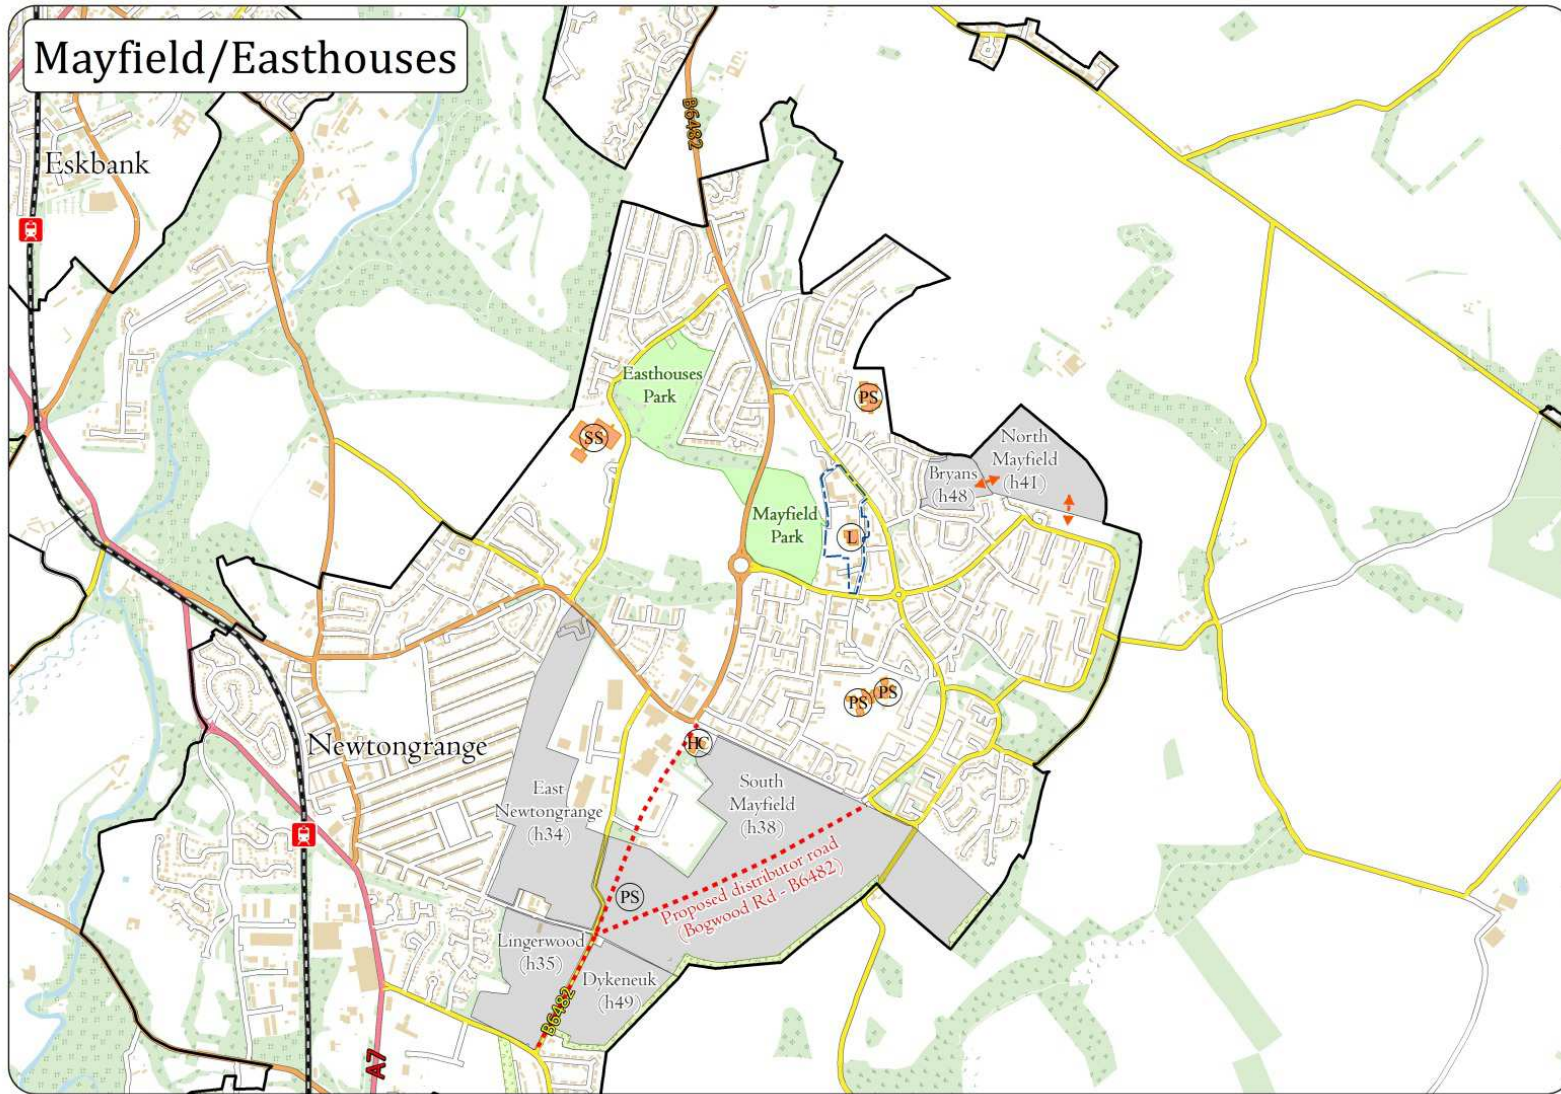 Mayfield/Easthouses
Eskbank
B6482
Easthouses
Park
PS
SS
North
Mayfield
(h41)
Bryans
(h48)
Mayfield
Park
L
PS
PS
Newtongrange
HC
South
Mayfield
(h38)
East
Newtongrange
(h34)
Proposed distributor road
(Bogwood Rd - B6482)
PS
Lingerwood
(h35)
Dykeneuk
(h49)
B6482
A7